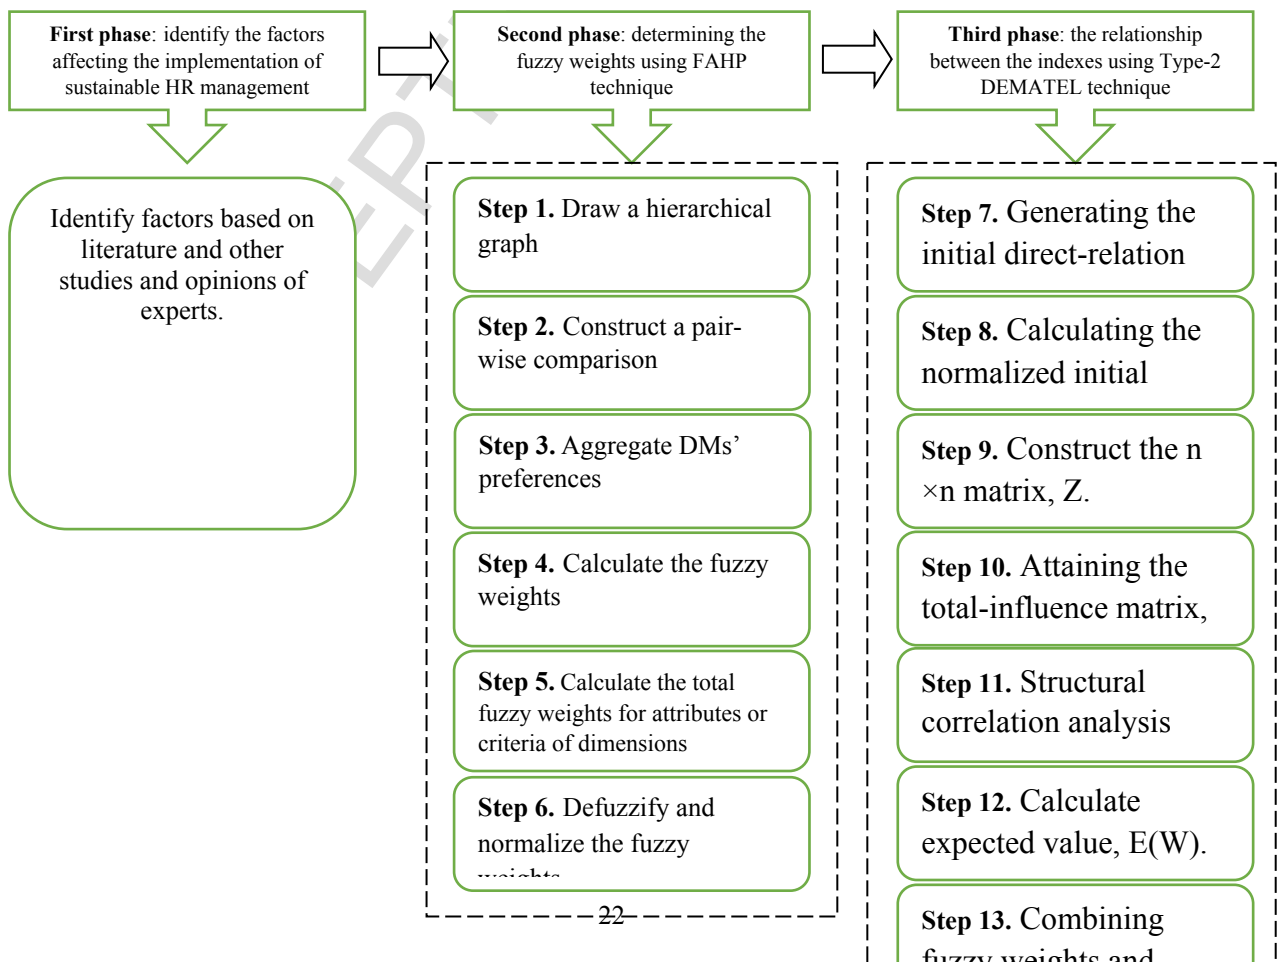 First phase: identify the factors
affecting the implementation of
sustainable HR management
Second phase: determining the
fuzzy weights using FAHP
technique
Third phase: the relationship
between the indexes using Type-2
DEMATEL technique
Identify factors based on
literature and other
studies and opinions of
experts.
Step 1. Draw a hierarchical
graph
Step 2. Construct a pair-
wise comparison
Step 3. Aggregate DMs’
preferences
Step 4. Calculate the fuzzy
weights
Step 5. Calculate the total
fuzzy weights for attributes or
criteria of dimensions
Step 6. Defuzzify and
normalize the fuzzy
weights
Step 7. Generating the
initial direct-relation
Step 8. Calculating the
normalized initial
Step 9. Construct the n
×n matrix, Z.
Step 10. Attaining the
total-influence matrix,
Step 11. Structural
correlation analysis
Step 12. Calculate
expected value, E(W).
Step 13. Combining
fuzzy weights and
22
EPT